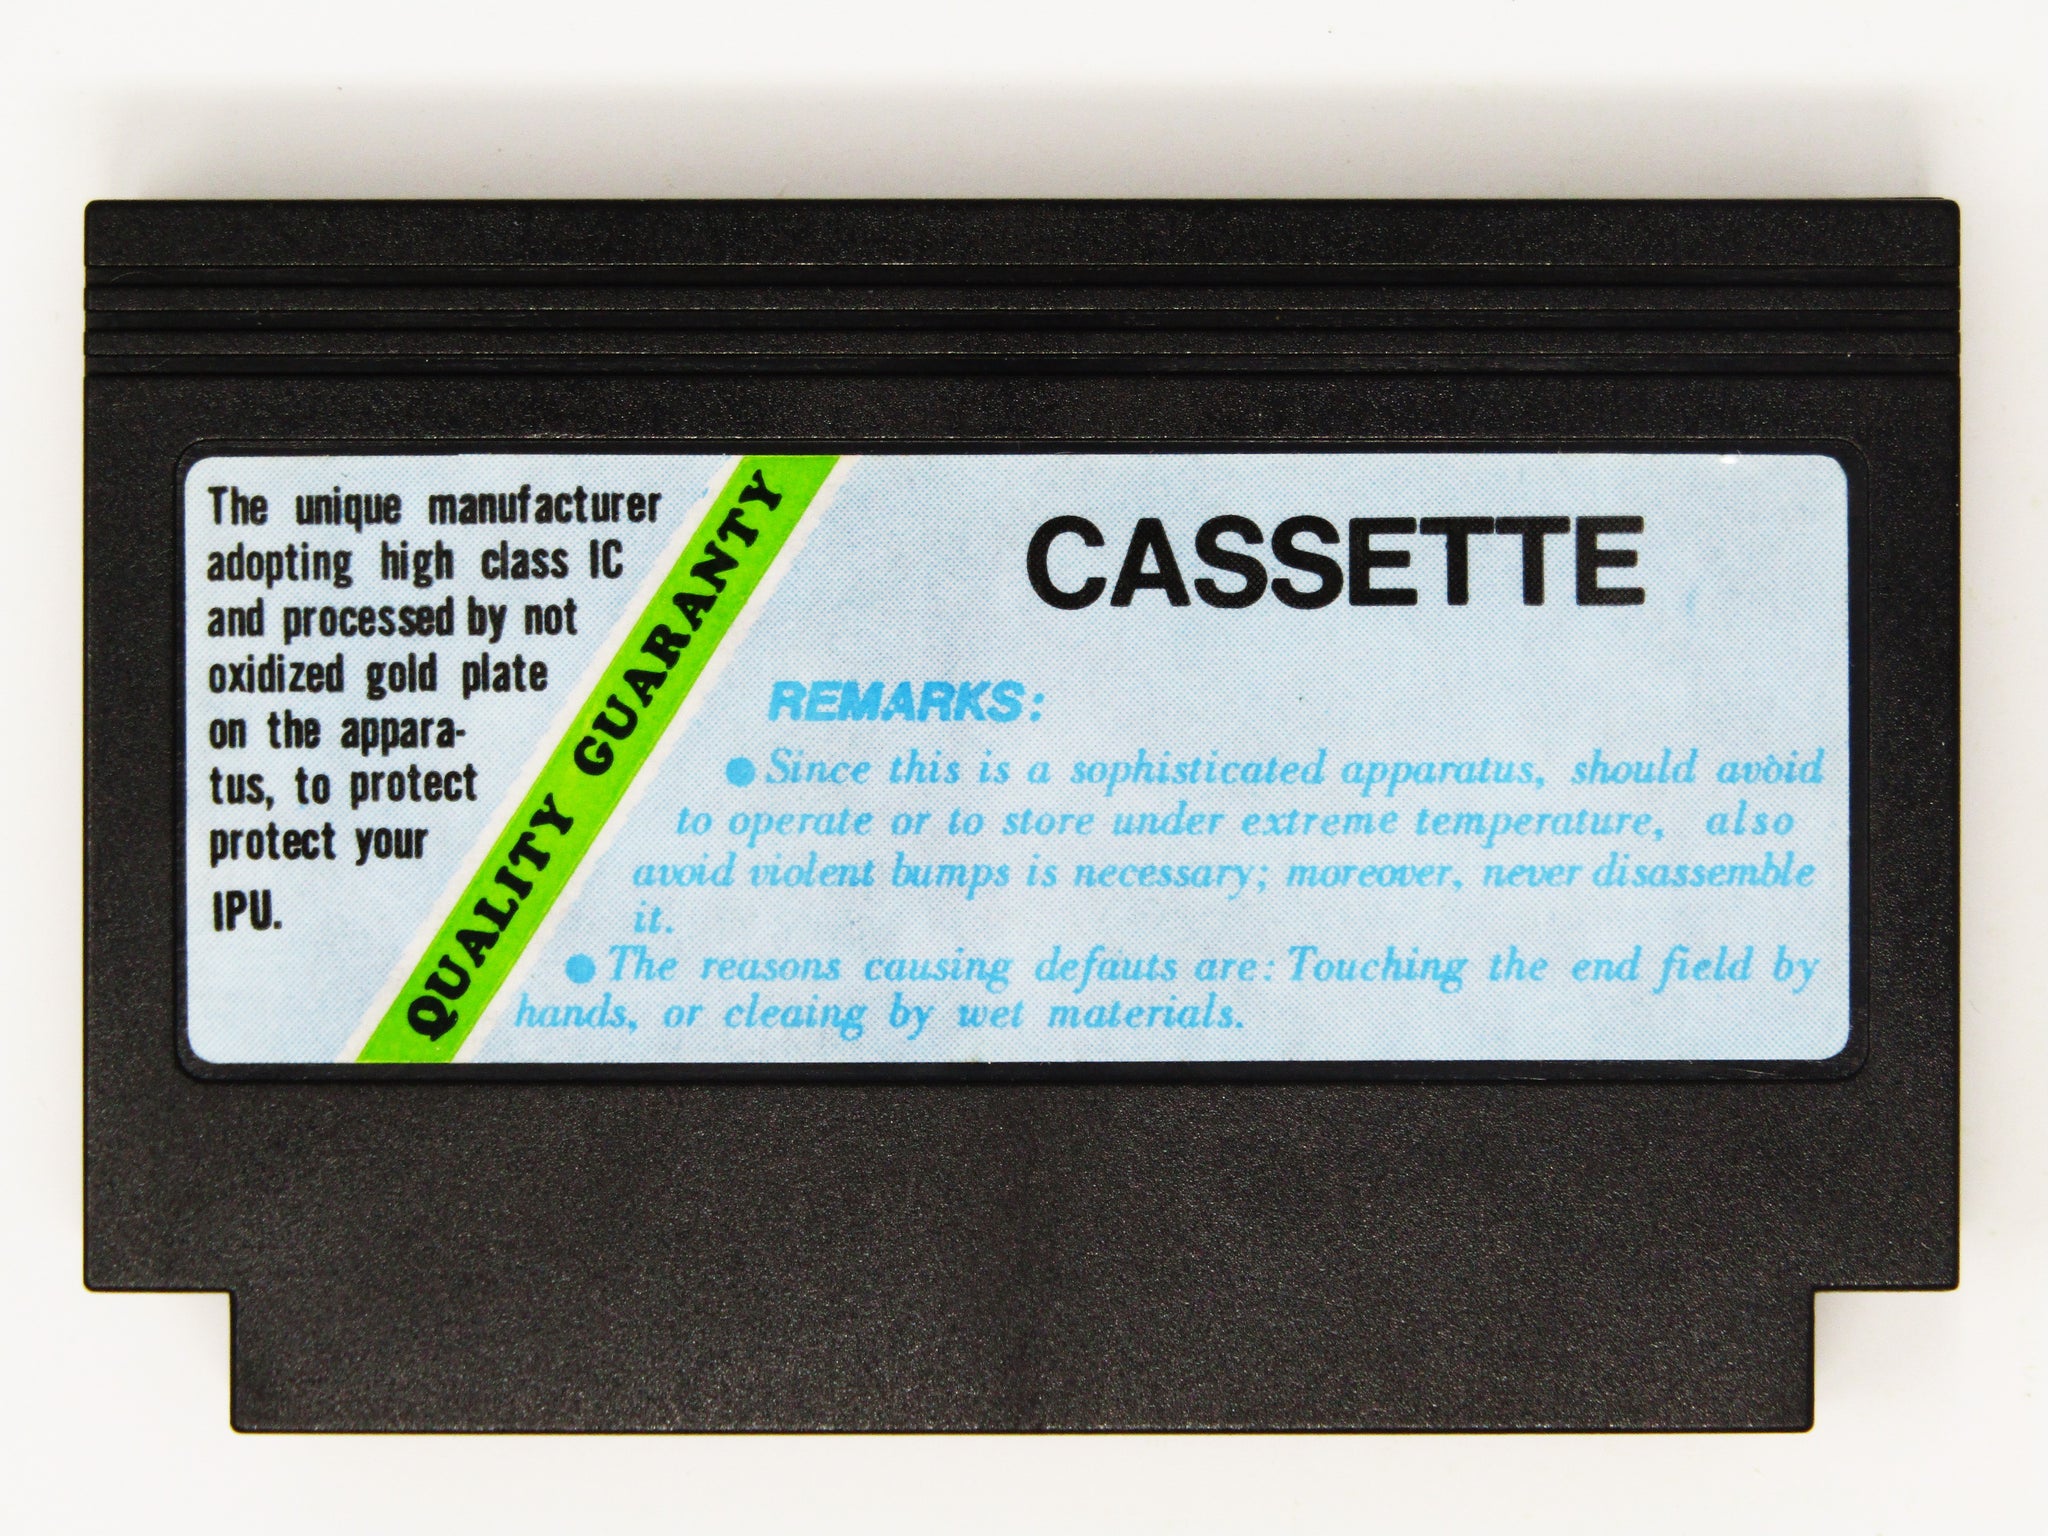 The unique manufacturer
adopting high class IC
and processed by not
oxidized gold plate
on the appara-
tus, to protect
protect your
IPU.
QUALITY GUARANTY
CASSETTE
REMARKS:
● Since this is a sophisticated apparatus, should avoid
to operate or to store under extreme temperature, also
avoid violent bumps is necessary; moreover, never disassemble
it.
● The reasons causing defauts are: Touching the end field by
hands, or cleaing by wet materials.